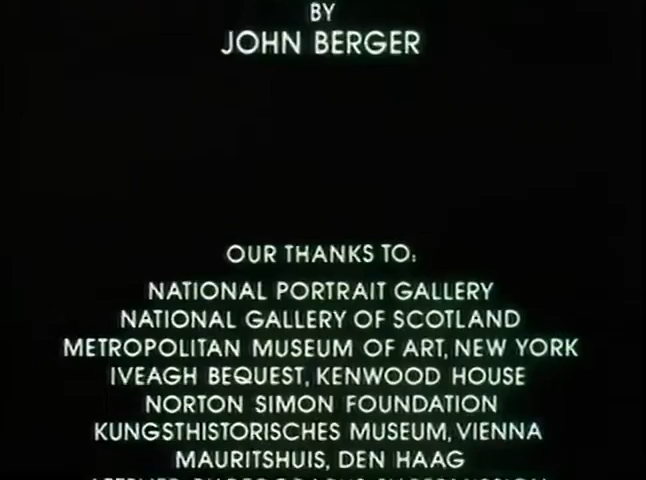 BY
JOHN BERGER
OUR THANKS TO:
NATIONAL PORTRAIT GALLERY
NATIONAL GALLERY OF SCOTLAND
METROPOLITAN MUSEUM OF ART, NEW YORK
IVEAGH BEQUEST, KENWOOD HOUSE
NORTON SIMON FOUNDATION
KUNGSTHISTORISCHES MUSEUM, VIENNA
MAURITSHUIS, DEN HAAG